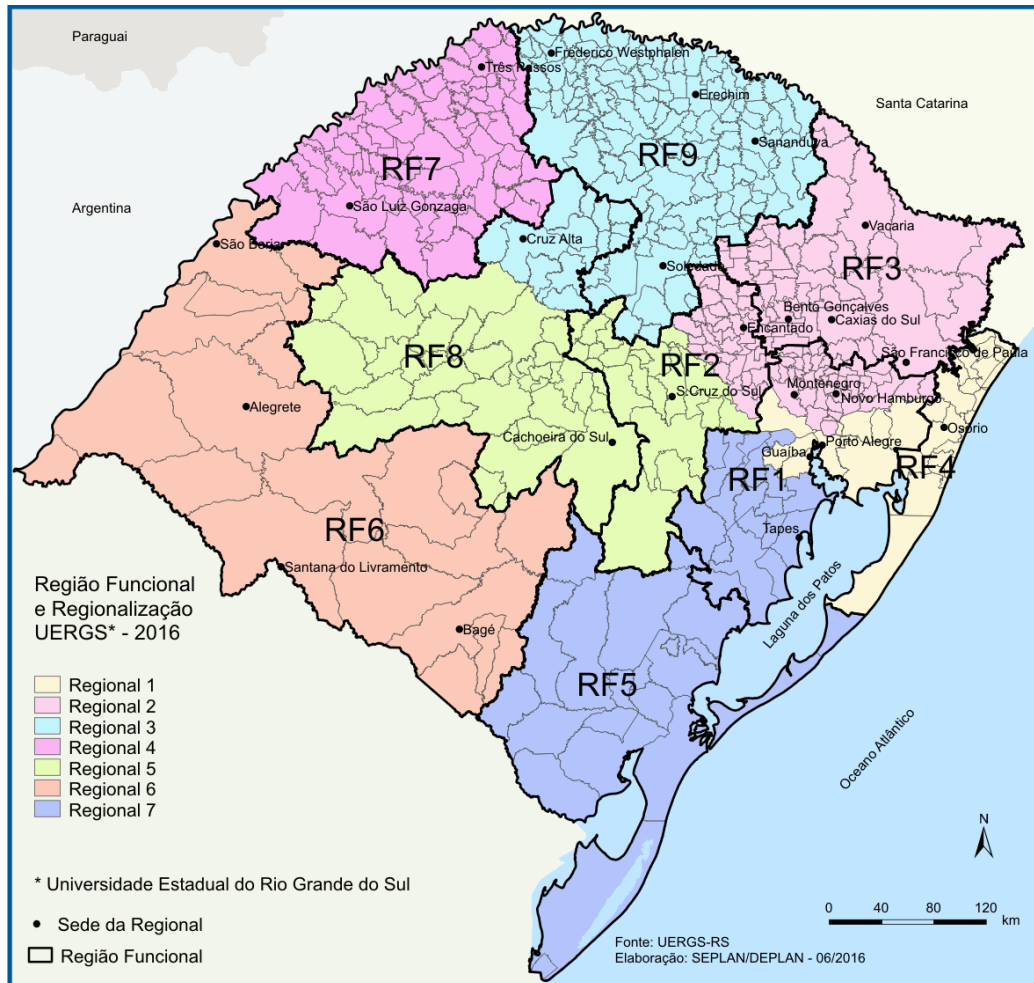 Paraguai
Frederico Westphalen
Três Passos
Erechim
Santa Catarina
Sananduva
RF9
RF7
Argentina
São Luiz Gonzaga
Vacaria
Cruz Alta
São Borja
Soledade
RF3
Bento Gonçalves
Caxias do Sul
Encantado
RF8
RF2
São Francisco de Paula
Montenegro
S.Cruz do Sul
Novo Hamburgo
Alegrete
Osório
Cachoeira do Sul
Porto Alegre
Guaíba
RF4
RF1
RF6
Tapes
Santana do Livramento
Região Funcional
e Regionalização
UERGS* - 2016
Laguna dos Patos
Bagé
RF5
Regional 1
Regional 2
Regional 3
Regional 4
Regional 5
Regional 6
Regional 7
Oceano Atlântico
N
* Universidade Estadual do Rio Grande do Sul
Sede da Regional
Região Funcional
0 40 80 120
km
Fonte: UERGS-RS
Elaboração: SEPLAN/DEPLAN - 06/2016